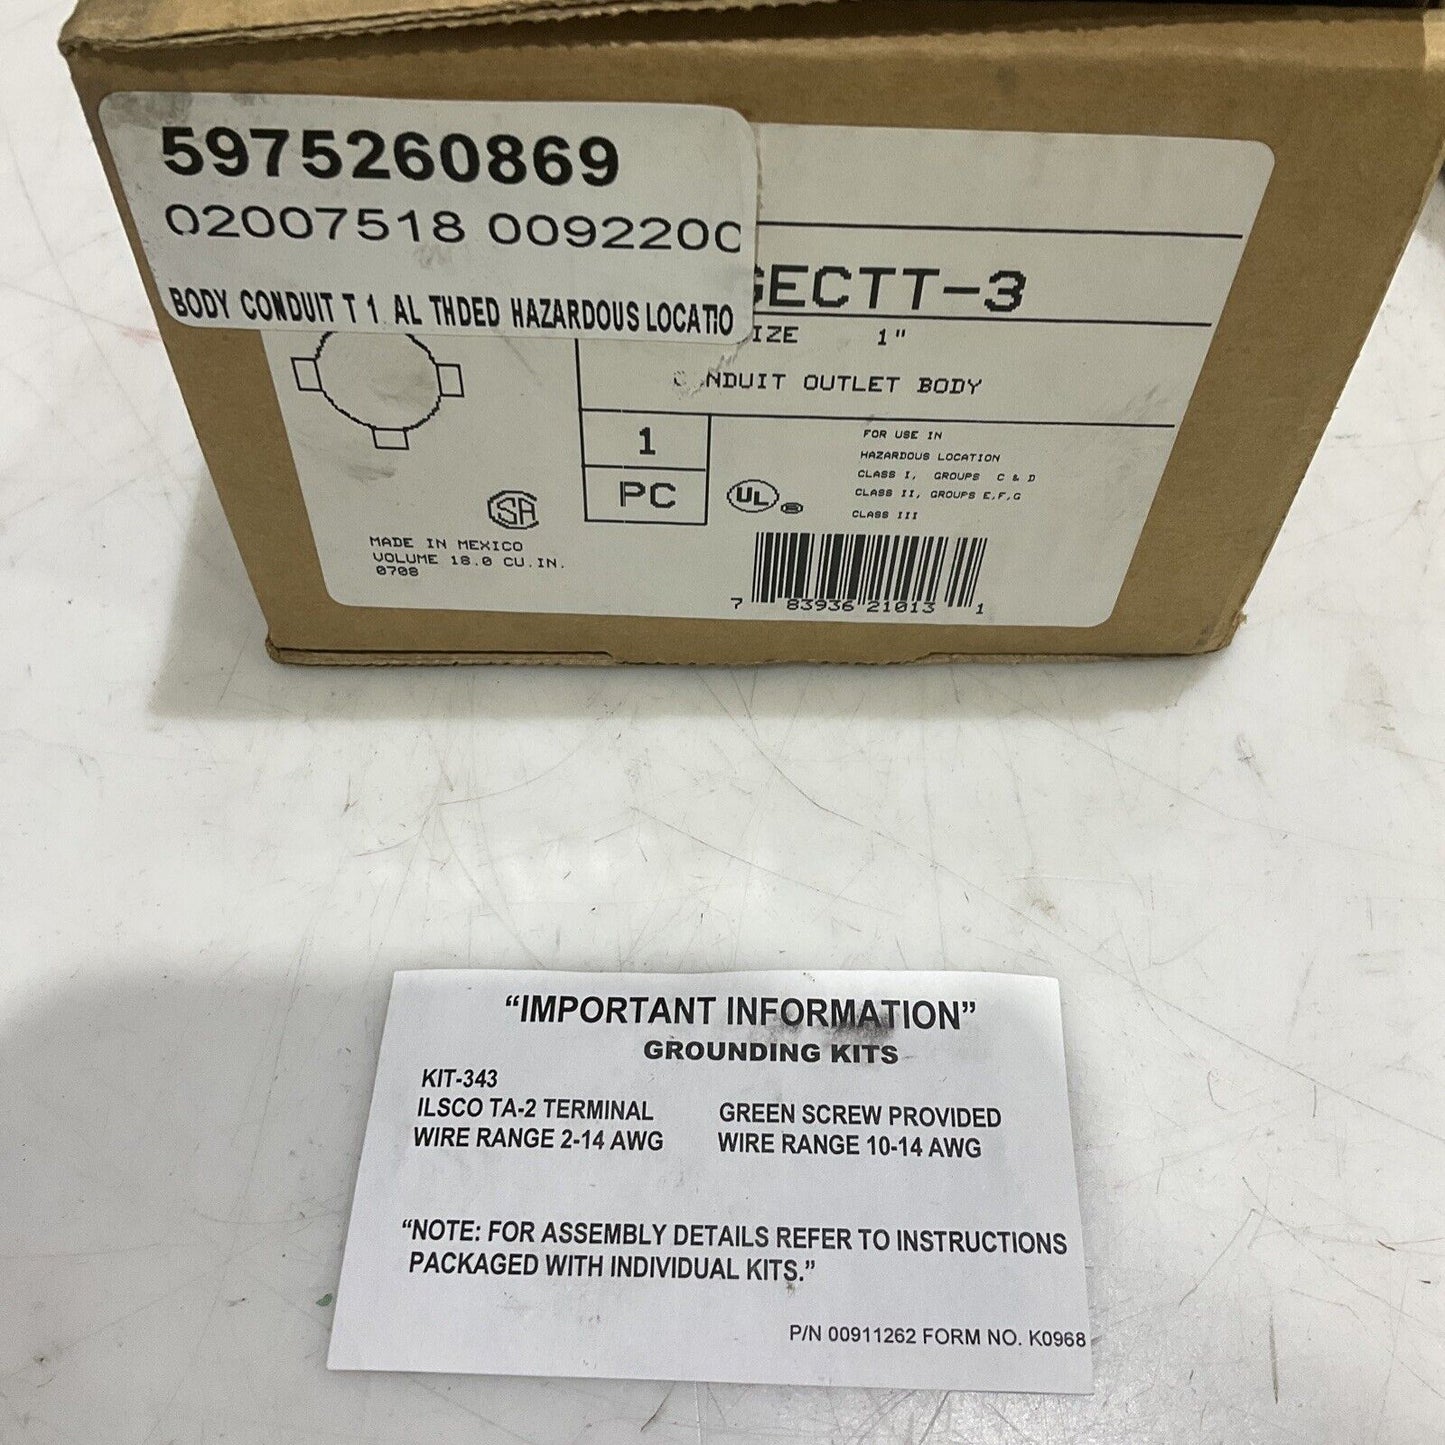 5975260869
02007518 0092200
BODY CONDUIT T 1 AL THDED HAZARDOUS LOCATIO
GECTT-3
IZE 1"
CONDUIT OUTLET BODY
1
PC
CSA
UL
FOR USE IN
HAZARDOUS LOCATION
CLASS I, GROUPS C & D
CLASS II, GROUPS E,F,G
CLASS III
MADE IN MEXICO
VOLUME 18.0 CU.IN.
0708
7 83936 21013 1
“IMPORTANT INFORMATION”
GROUNDING KITS
KIT-343
ILSCO TA-2 TERMINAL GREEN SCREW PROVIDED
WIRE RANGE 2-14 AWG WIRE RANGE 10-14 AWG
“NOTE: FOR ASSEMBLY DETAILS REFER TO INSTRUCTIONS
PACKAGED WITH INDIVIDUAL KITS.”
P/N 00911262 FORM NO. K0968